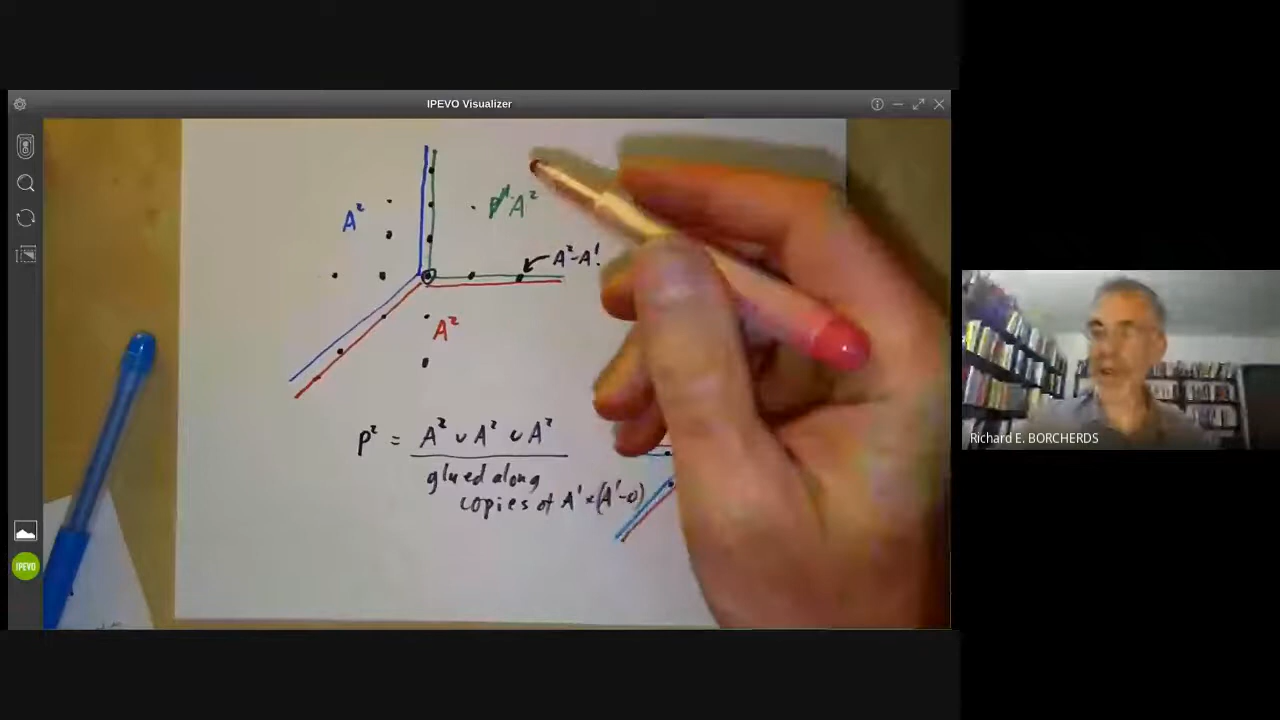 IPEVO Visualizer
A²
A²
A²-A¹
A²
P² = A² ∪ A² ∪ A²
glued along
copies of A¹ × (A¹-0)
IPEVO
Richard E. BORCHERDS